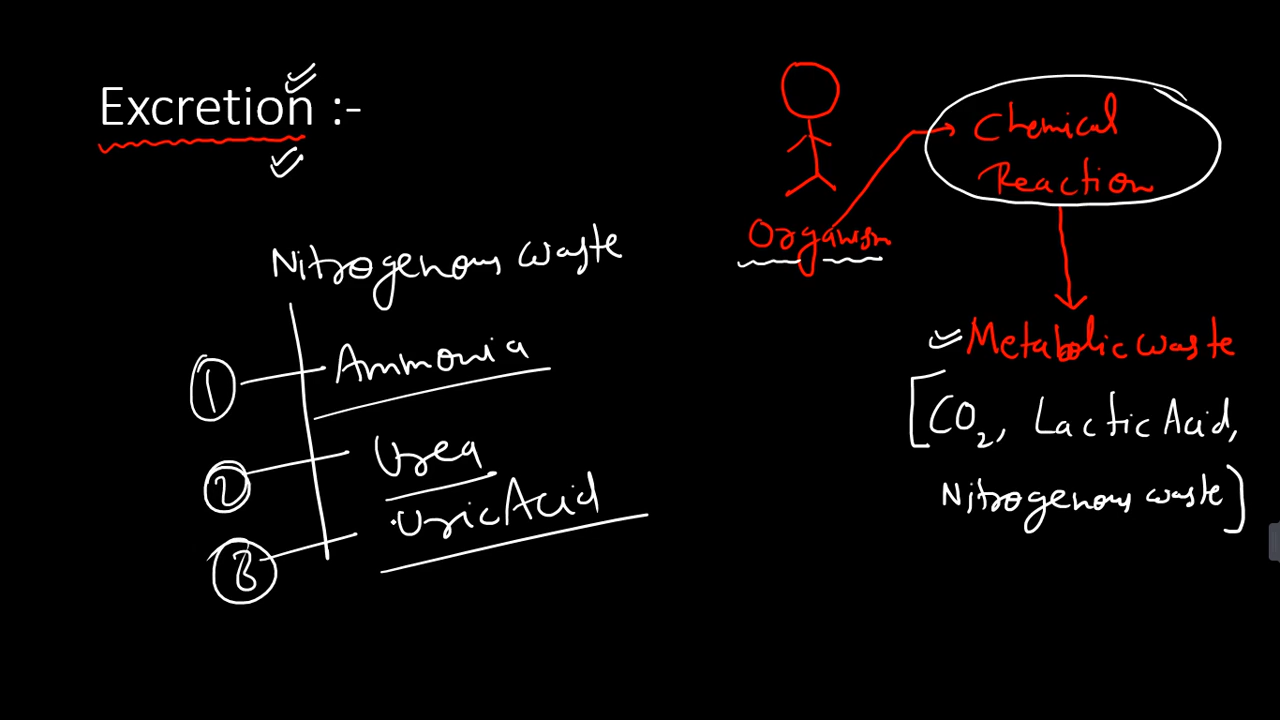 Excretion :-
Nitrogenous waste
1 Ammonia
2 Urea
3 Uric Acid
Organism
Chemical
Reaction
Metabolic waste
[CO₂, Lactic Acid,
Nitrogenous waste]